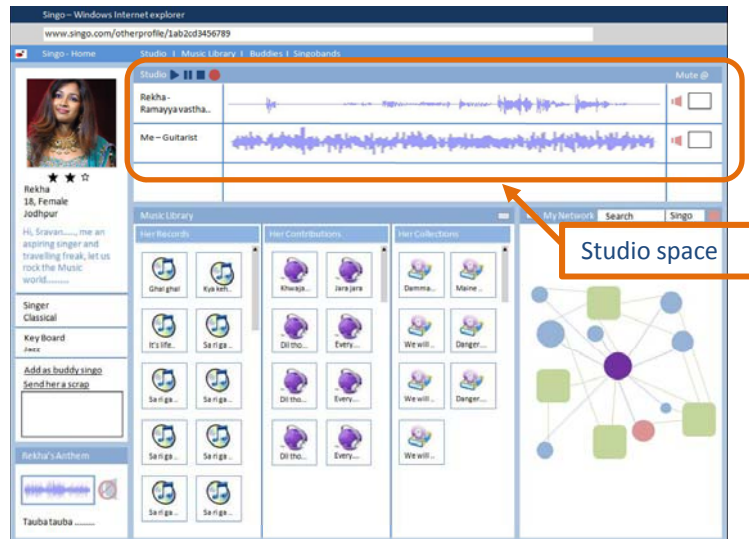 Singo – Windows Internet explorer
www.singo.com/otherprofile/1ab2cd3456789
Singo - Home Studio I Music Library I Buddies I Singobands
Studio Mute @
Rekha -
Ramayya vastha..
Me – Guitarist
Rekha
18, Female
Jodhpur
Hi, Sravan....., me an
aspiring singer and
travelling freak, let us
rock the Music
world..........
Singer
Classical
Key Board
Jazz
Add as buddy singo
Send her a scrap
Rekha's Anthem
Tauba tauba .........
Music Library
Her Records Her Contributions Her Collections
Ghal ghal Kya keh.. Khwaja... Jara jara Damma... Maine ..
It's life.. Sa ri ga .. Dil tho... Every.... We will .. Danger....
Sa ri ga .. Sa ri ga .. Dil tho... Every.... We will .. Danger....
Sa ri ga .. Sa ri ga .. Dil tho... Every.... We will ..
Sa ri ga .. Sa ri ga ..
My Network Search Singo
Studio space